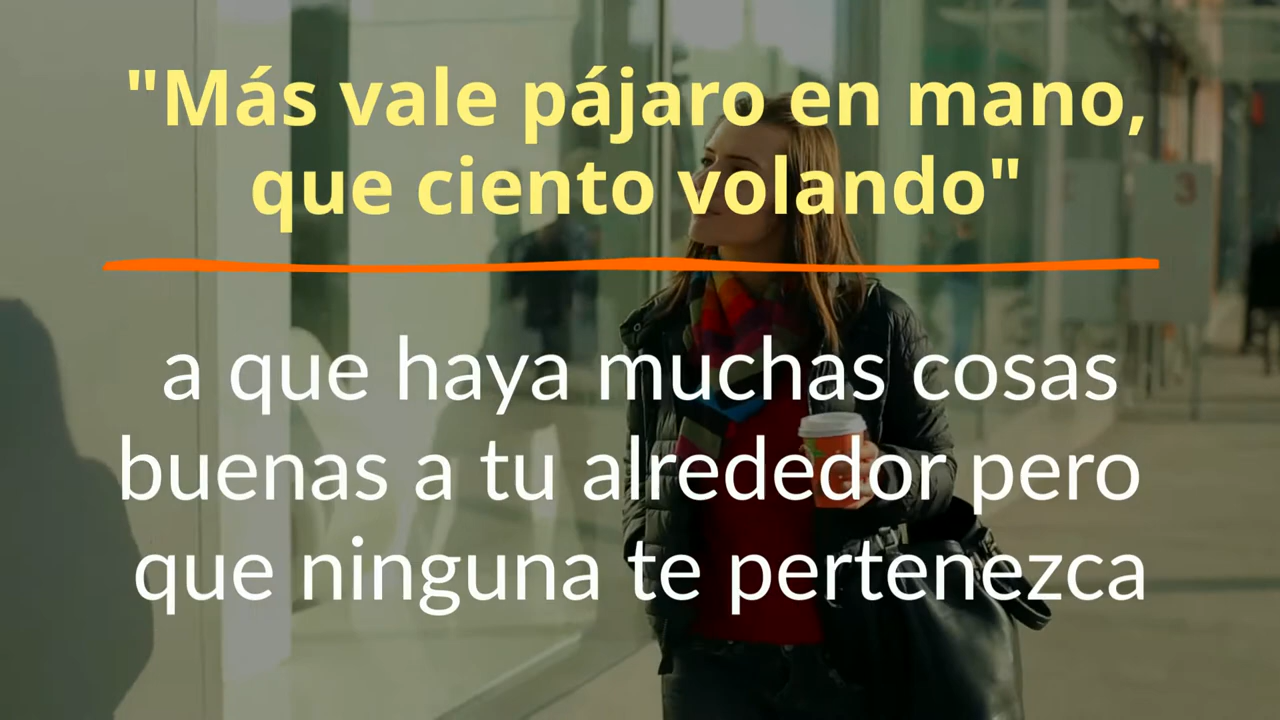 "Más vale pájaro en mano,
que ciento volando"
a que haya muchas cosas
buenas a tu alrededor pero
que ninguna te pertenezca
3